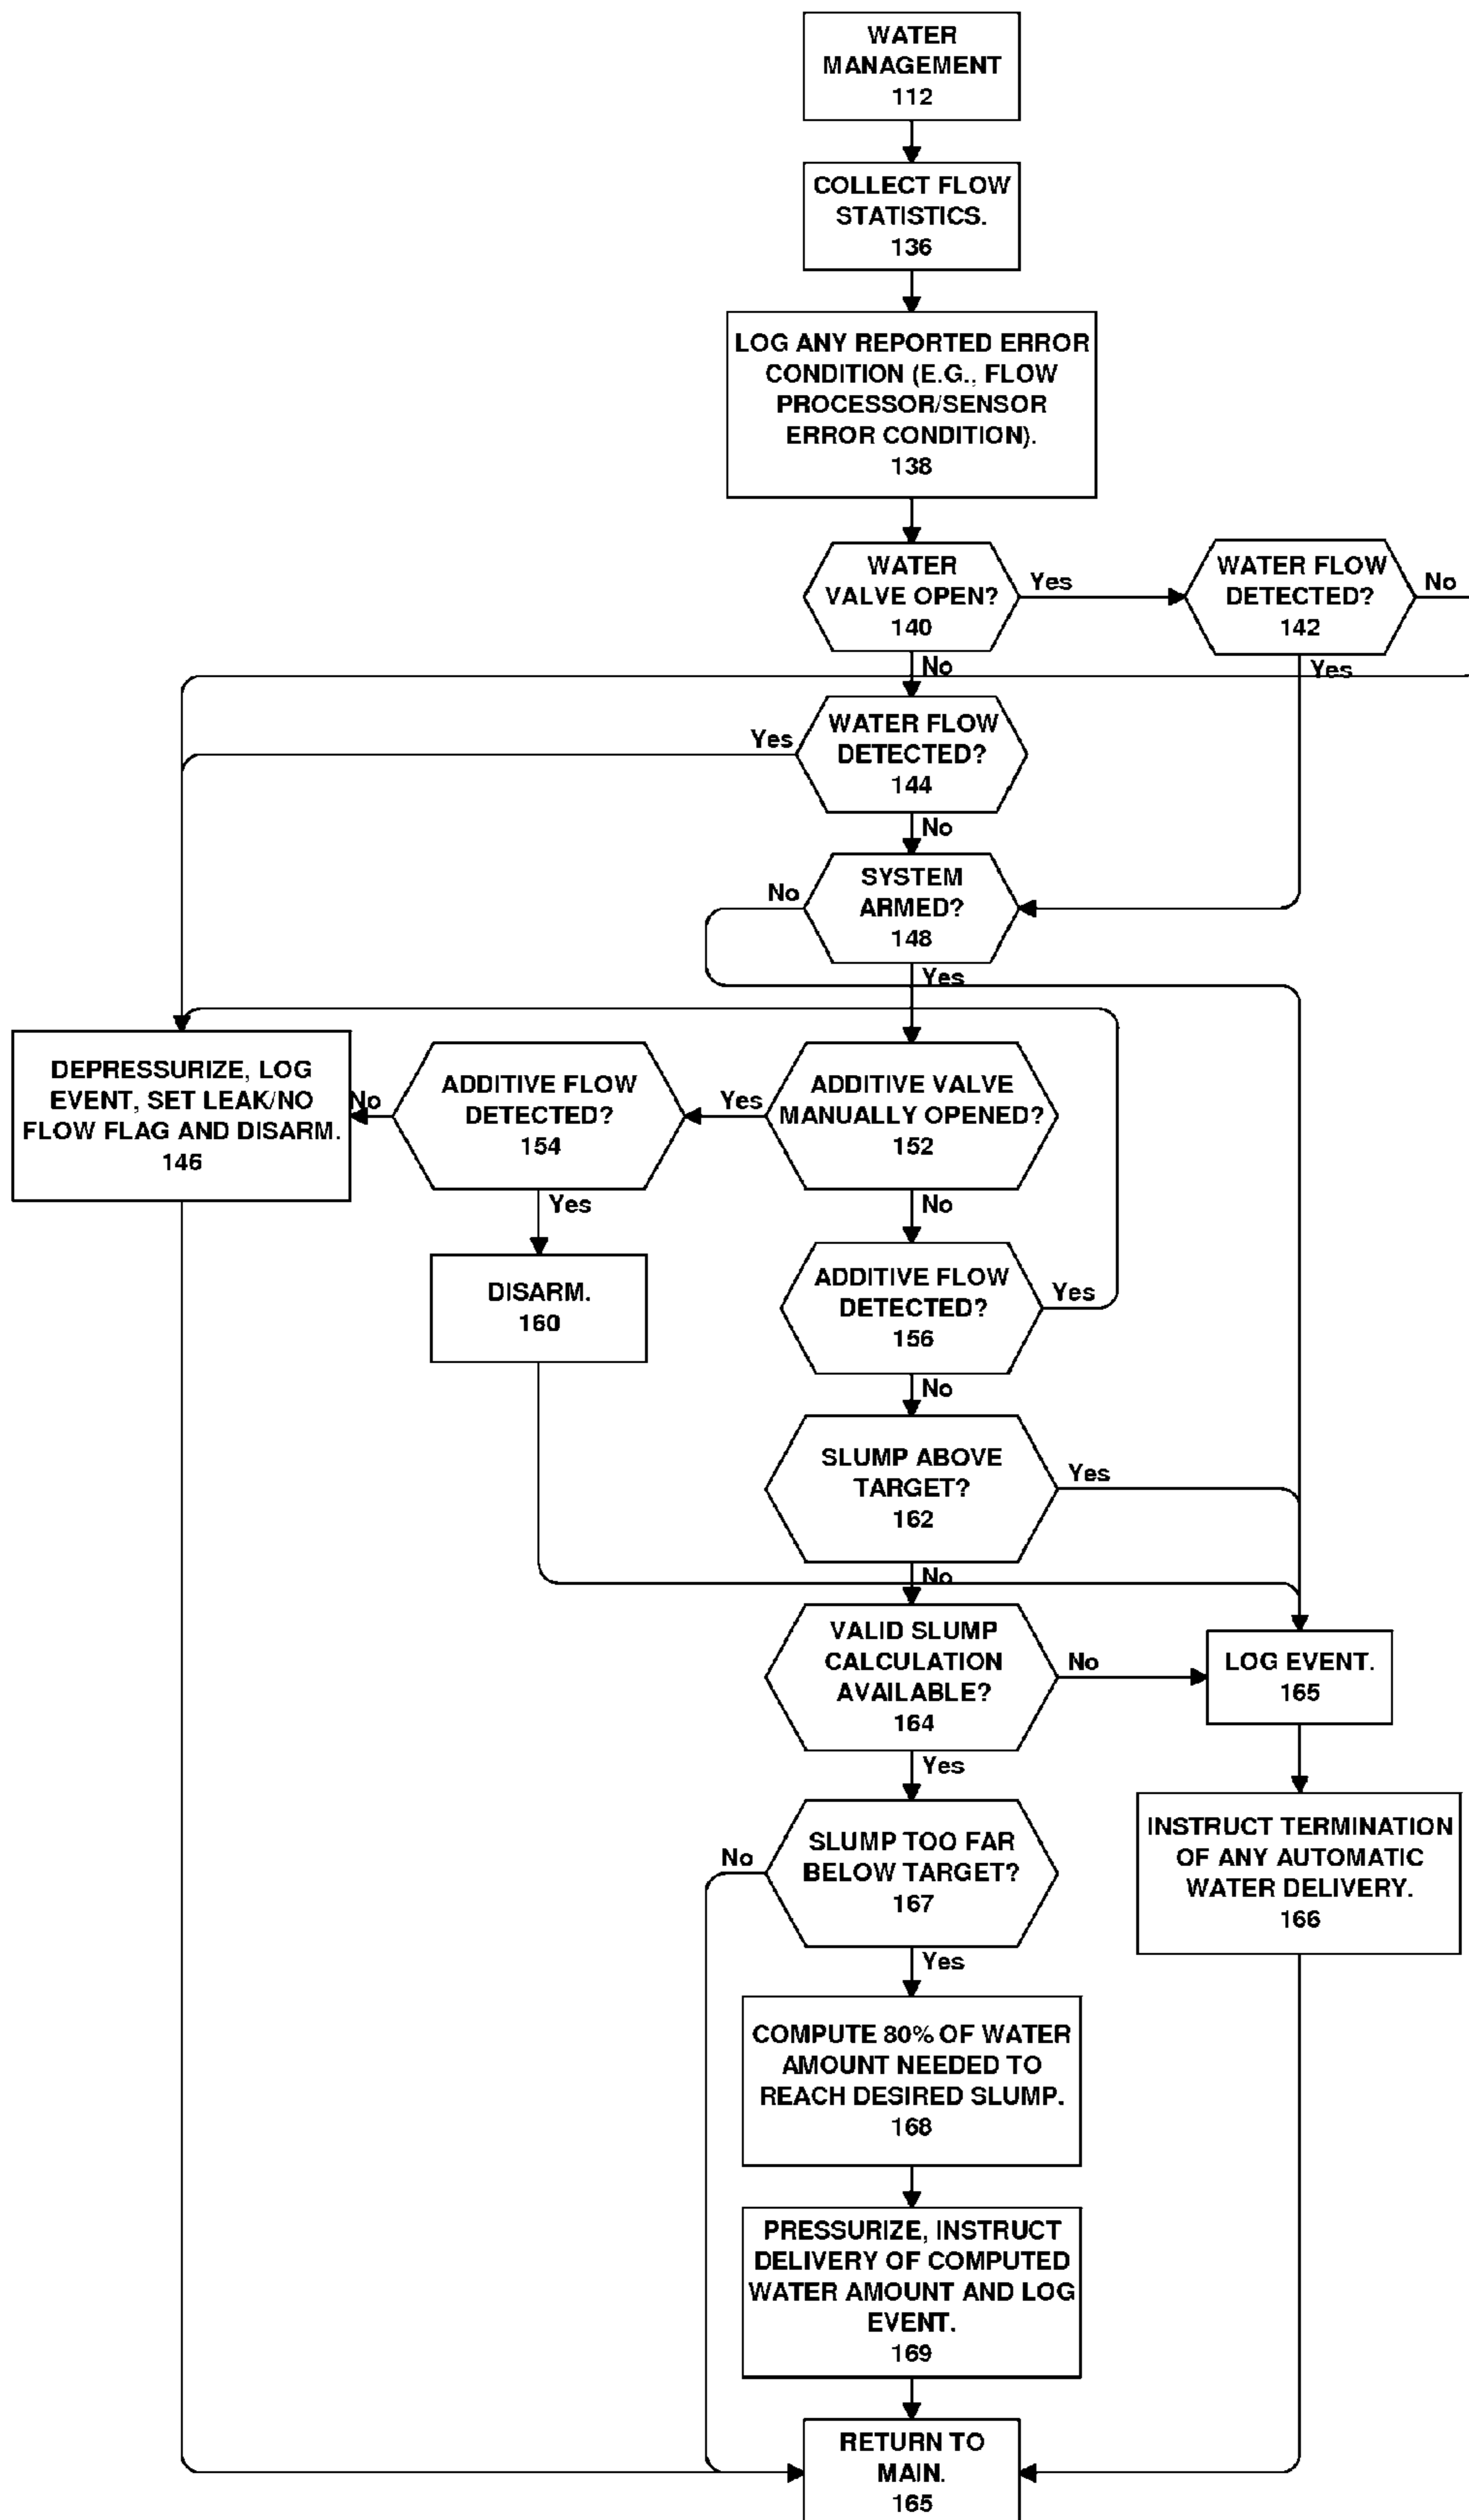 WATER
MANAGEMENT
112
COLLECT FLOW
STATISTICS.
136
LOG ANY REPORTED ERROR
CONDITION (E.G., FLOW
PROCESSOR/SENSOR
ERROR CONDITION).
138
WATER
VALVE OPEN?
140
Yes
WATER FLOW
DETECTED?
142
No
No
Yes
WATER FLOW
DETECTED?
144
Yes
No
SYSTEM
ARMED?
148
No
Yes
DEPRESSURIZE, LOG
EVENT, SET LEAK/NO
FLOW FLAG AND DISARM.
146
No
ADDITIVE FLOW
DETECTED?
154
Yes
ADDITIVE VALVE
MANUALLY OPENED?
152
Yes
No
DISARM.
160
ADDITIVE FLOW
DETECTED?
156
Yes
No
SLUMP ABOVE
TARGET?
162
Yes
No
VALID SLUMP
CALCULATION
AVAILABLE?
164
No
LOG EVENT.
165
Yes
SLUMP TOO FAR
BELOW TARGET?
167
No
INSTRUCT TERMINATION
OF ANY AUTOMATIC
WATER DELIVERY.
166
Yes
COMPUTE 80% OF WATER
AMOUNT NEEDED TO
REACH DESIRED SLUMP.
168
PRESSURIZE, INSTRUCT
DELIVERY OF COMPUTED
WATER AMOUNT AND LOG
EVENT.
169
RETURN TO
MAIN.
165